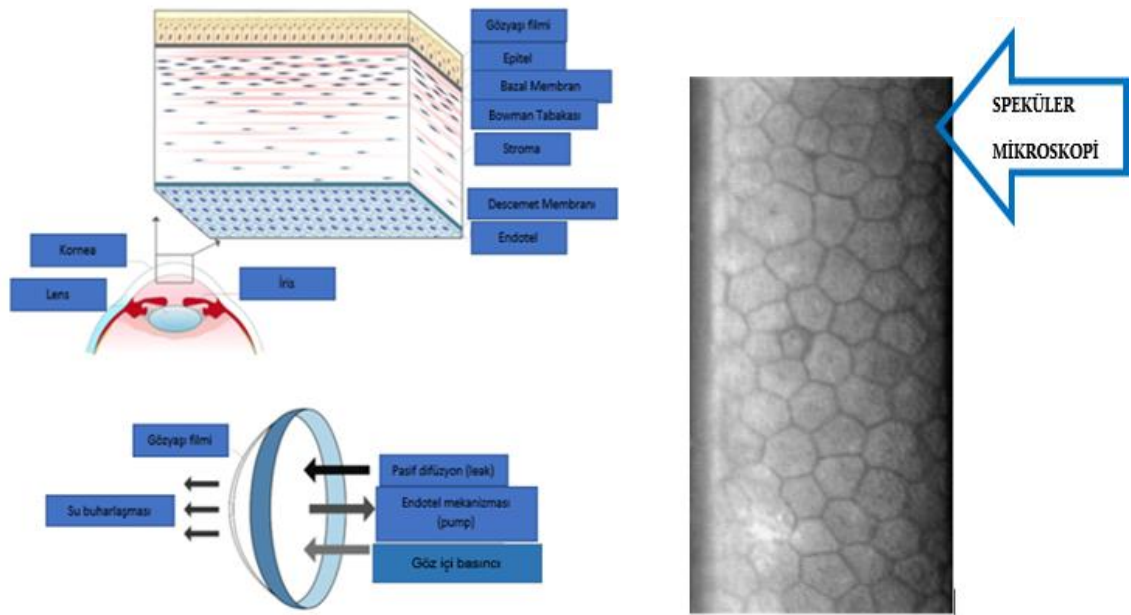 Gözyaşı filmi
Epitel
Bazal Membran
Bowman Tabakası
Stroma
Descemet Membranı
Endotel
Kornea
Lens
İris
Gözyaşı filmi
Su buharlaşması
Pasif difüzyon (leak)
Endotel mekanizması
(pump)
Göz içi basıncı
SPEKÜLER
MİKROSKOPİ